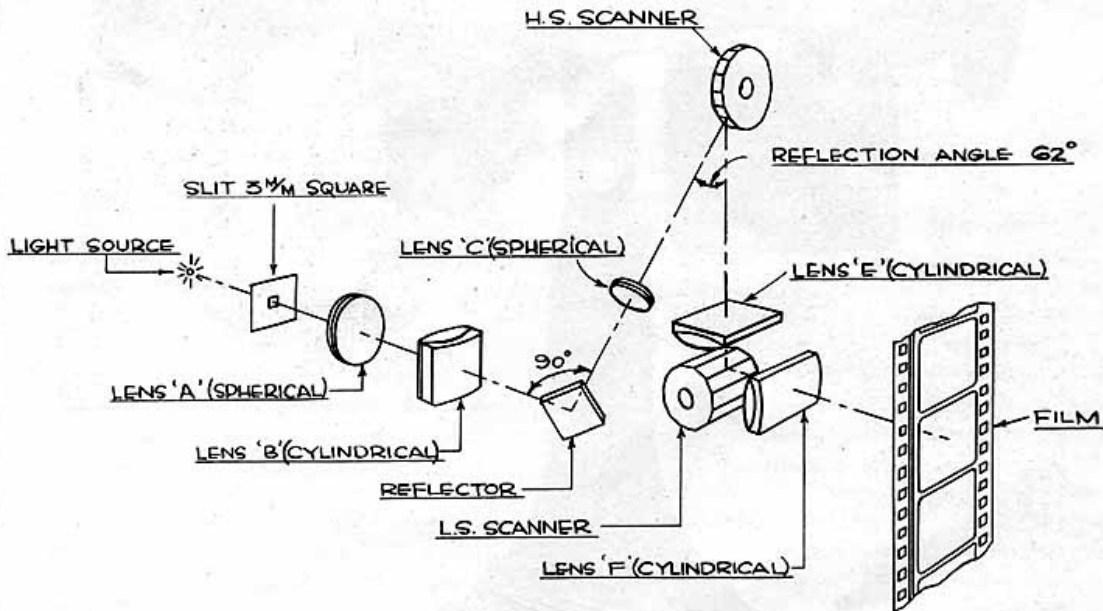 H.S. SCANNER
REFLECTION ANGLE 62°
SLIT 3 M/M SQUARE
LIGHT SOURCE
LENS 'C' (SPHERICAL)
LENS 'E' (CYLINDRICAL)
90°
LENS 'A' (SPHERICAL)
FILM
LENS 'B' (CYLINDRICAL)
REFLECTOR
L.S. SCANNER
LENS 'F' (CYLINDRICAL)